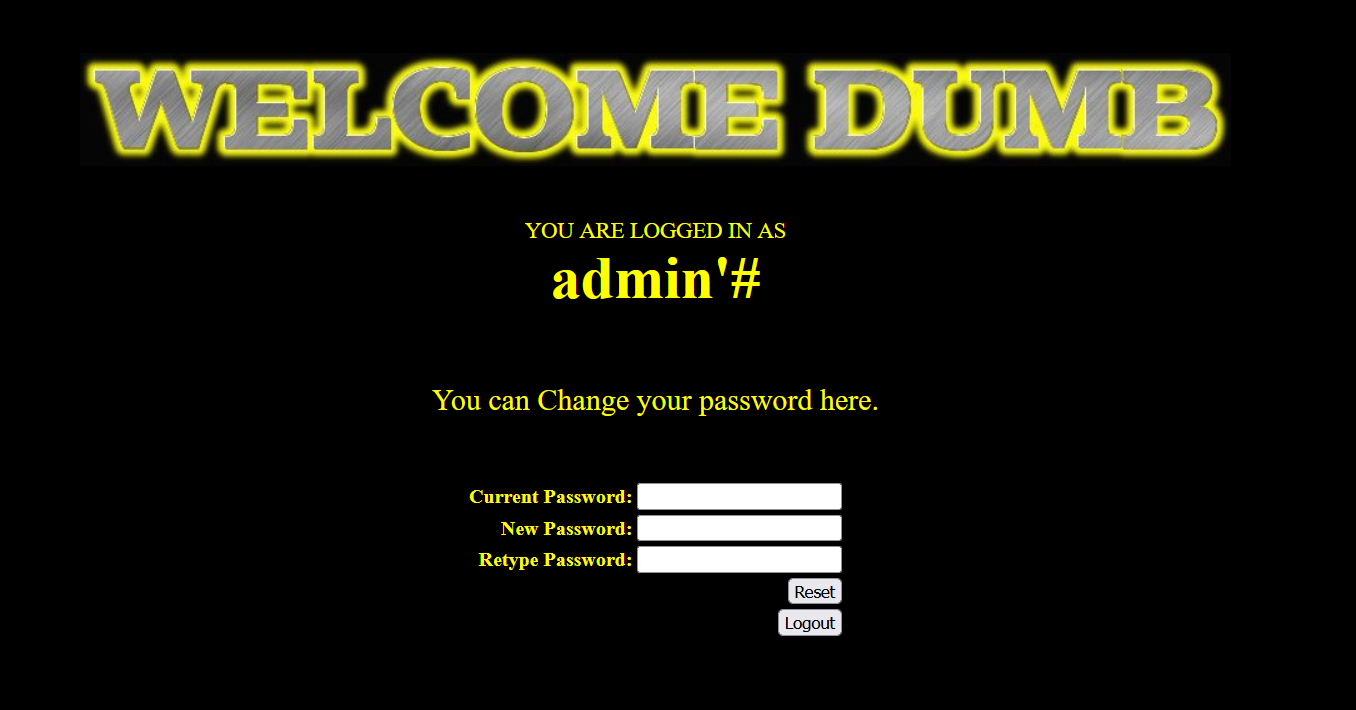 WELCOME DUMB
YOU ARE LOGGED IN AS
admin'#
You can Change your password here.
Current Password:
New Password:
Retype Password:
Reset
Logout